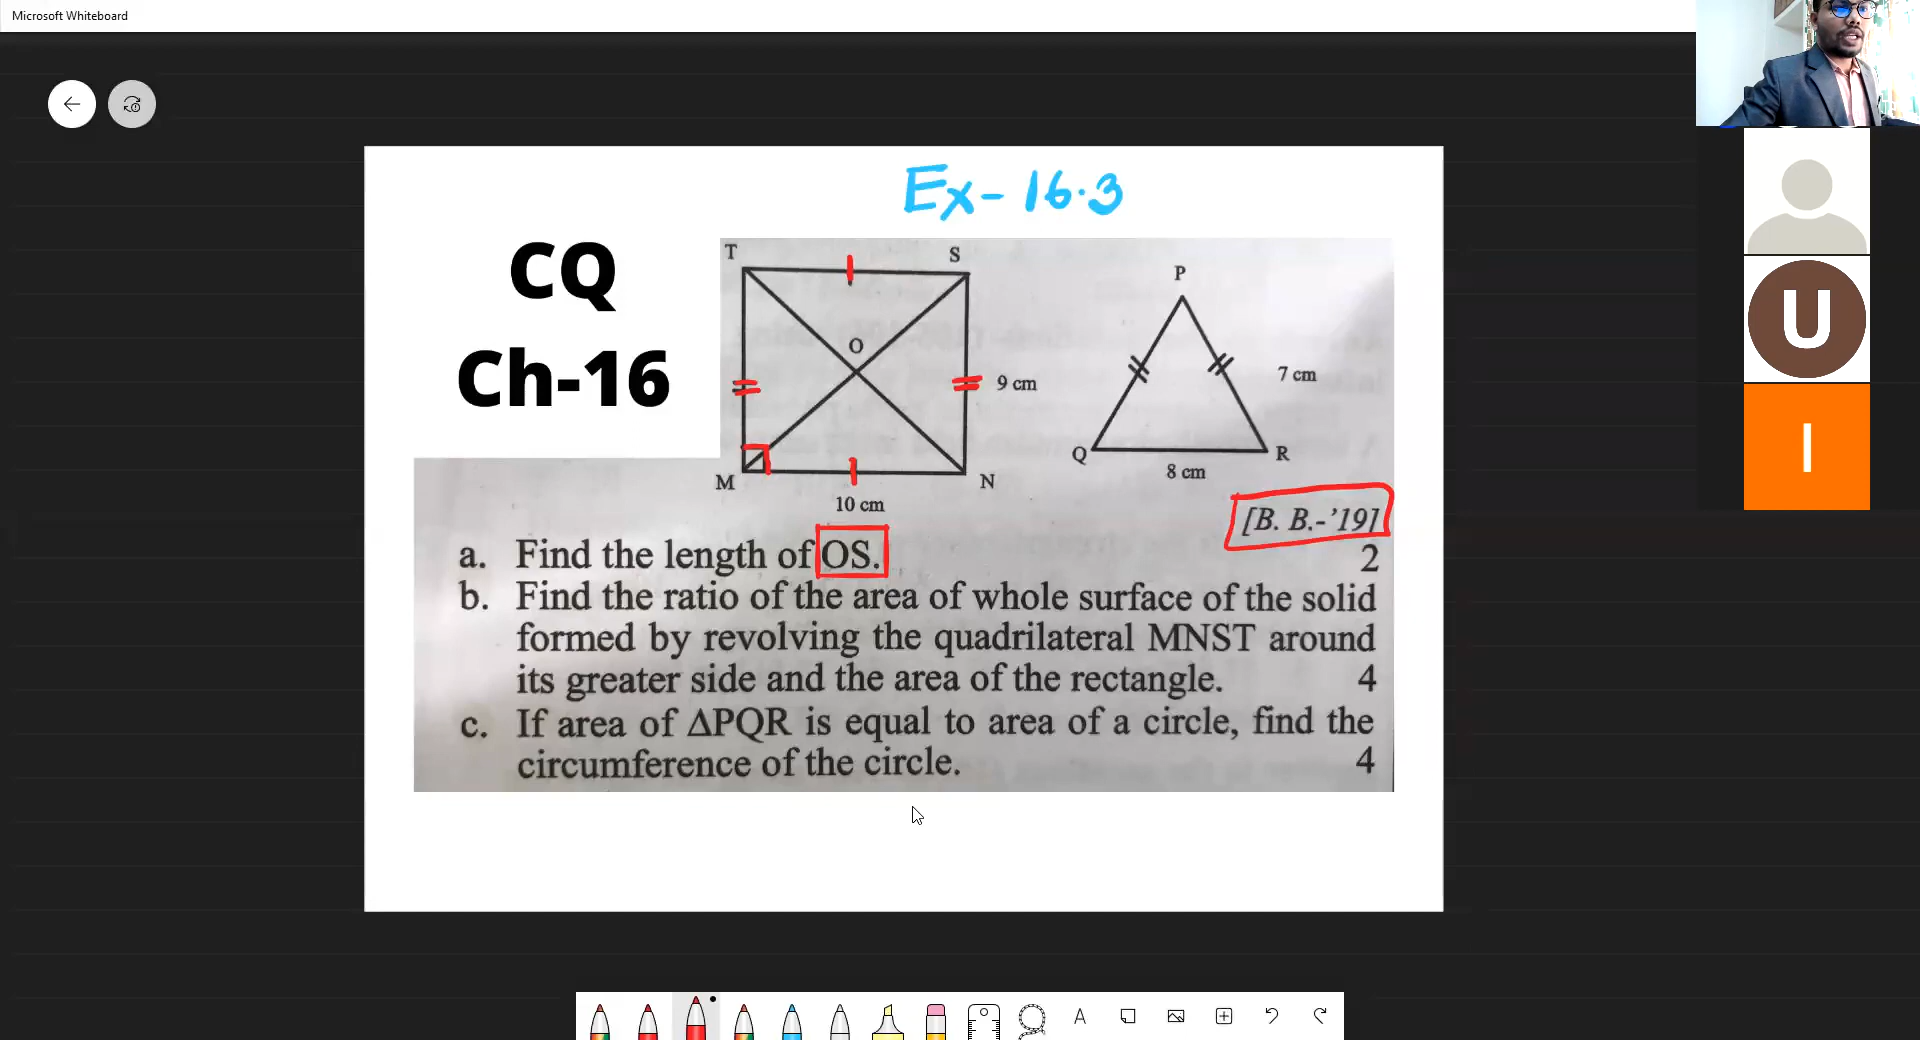 Microsoft Whiteboard
Ex-16.3
CQ
Ch-16
T
S
O
9 cm
M
N
10 cm
P
7 cm
Q
R
8 cm
[B. B.-'19]
a. Find the length of OS. 2
b. Find the ratio of the area of whole surface of the solid
formed by revolving the quadrilateral MNST around
its greater side and the area of the rectangle. 4
c. If area of ΔPQR is equal to area of a circle, find the
circumference of the circle. 4
U
I
A